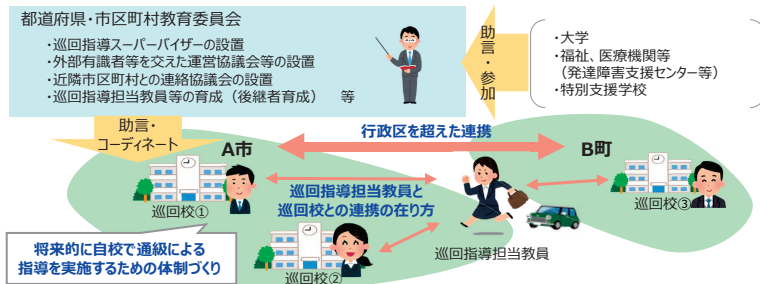 都道府県・市区町村教育委員会
・巡回指導スーパーバイザーの設置
・外部有識者等を交えた運営協議会等の設置
・近隣市区町村との連絡協議会の設置
・巡回指導担当教員等の育成（後継者育成）　等
助言・参加
・大学
・福祉、医療機関等
（発達障害支援センター等）
・特別支援学校
助言・
コーディネート
A市
行政区を超えた連携
B町
巡回校①
巡回指導担当教員と
巡回校との連携の在り方
巡回校③
将来的に自校で通級による
指導を実施するための体制づくり
巡回校②
巡回指導担当教員